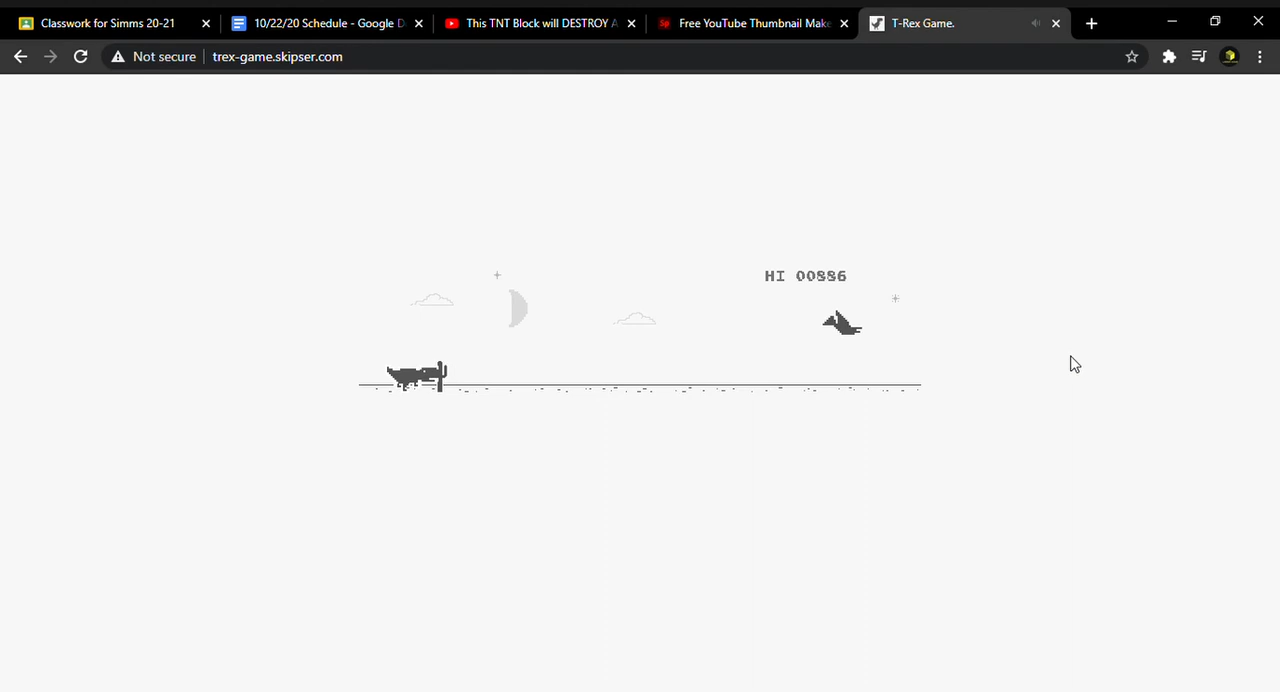 Classwork for Simms 20-21
10/22/20 Schedule - Google D
This TNT Block will DESTROY A
Free YouTube Thumbnail Make
T-Rex Game.
Not secure
trex-game.skipser.com
HI 00886